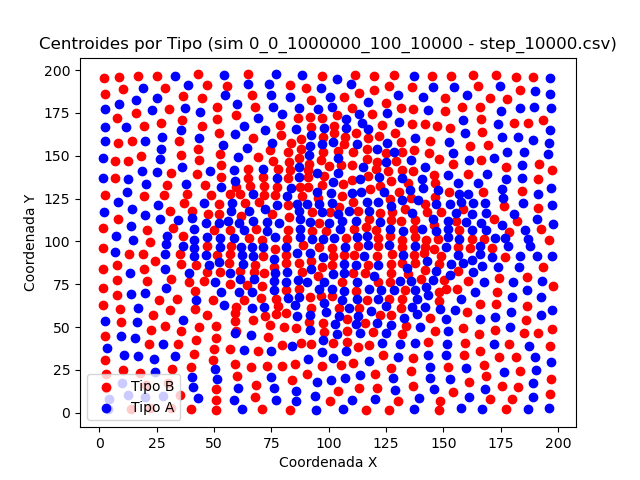 Centroides por Tipo (sim 0_0_1000000_100_10000 - step_10000.csv)
200
175
150
125
100
75
50
25
0
Coordenada Y
Tipo B
Tipo A
0 25 50 75 100 125 150 175 200
Coordenada X